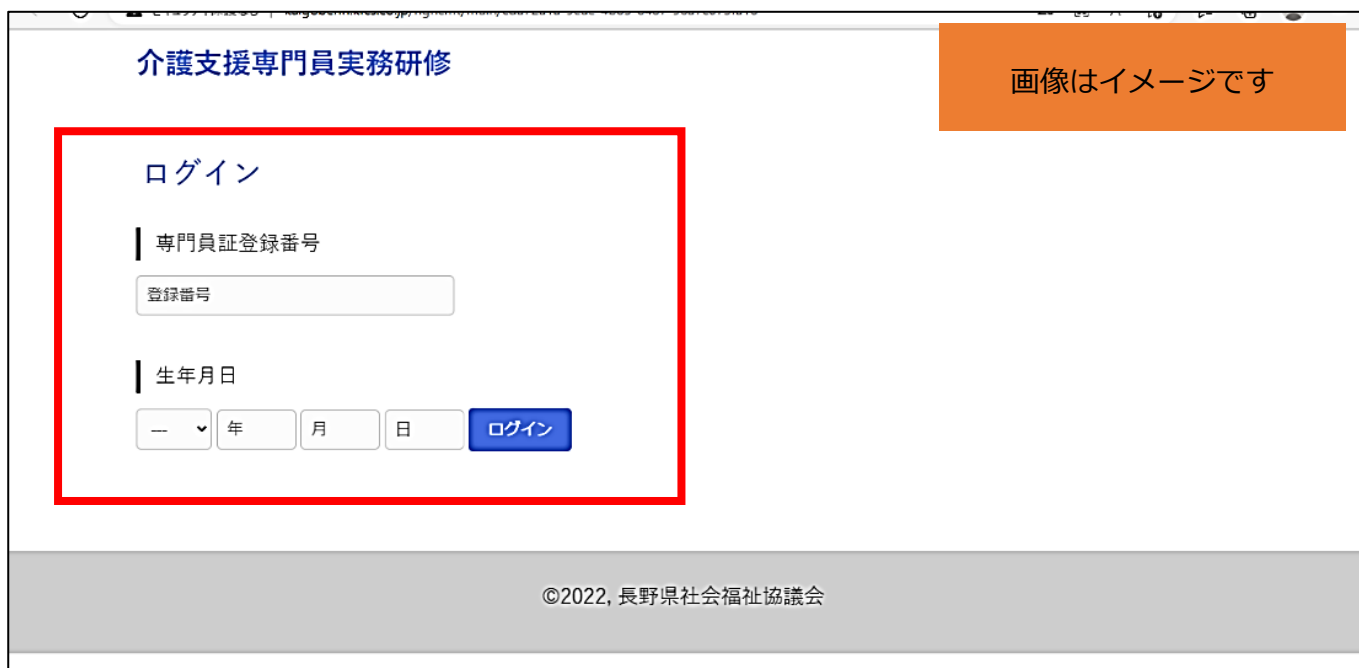 介護支援専門員実務研修
画像はイメージです
ログイン
専門員証登録番号
登録番号
生年月日
--- 年 月 日 ログイン
©2022, 長野県社会福祉協議会